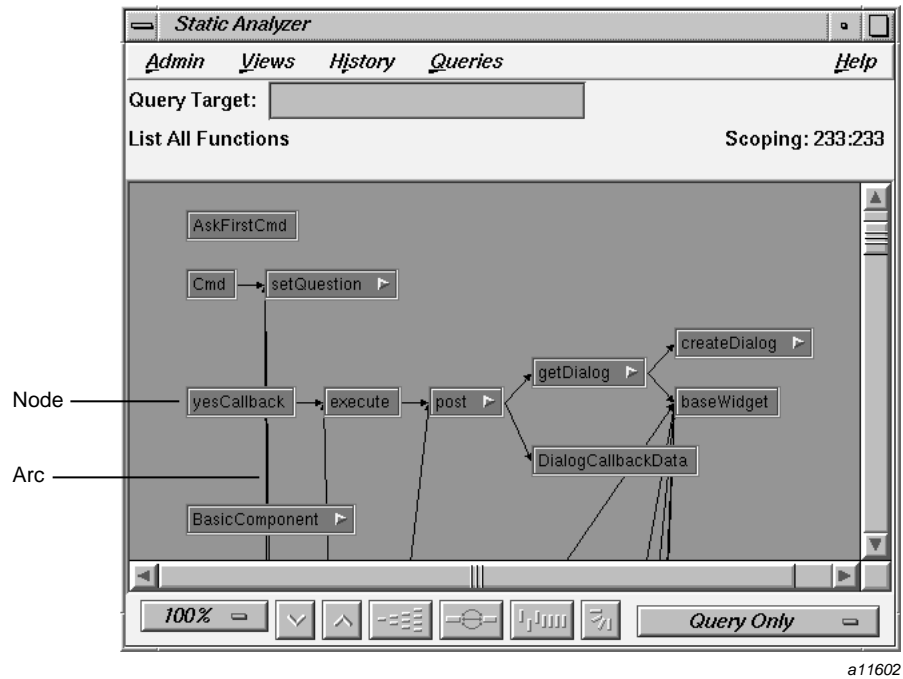 Static Analyzer
Admin Views History Queries Help
Query Target:
List All Functions Scoping: 233:233
AskFirstCmd
Cmd setQuestion
createDialog
getDialog
Node yesCallback execute post baseWidget
DialogCallbackData
Arc
BasicComponent
100% Query Only
a11602